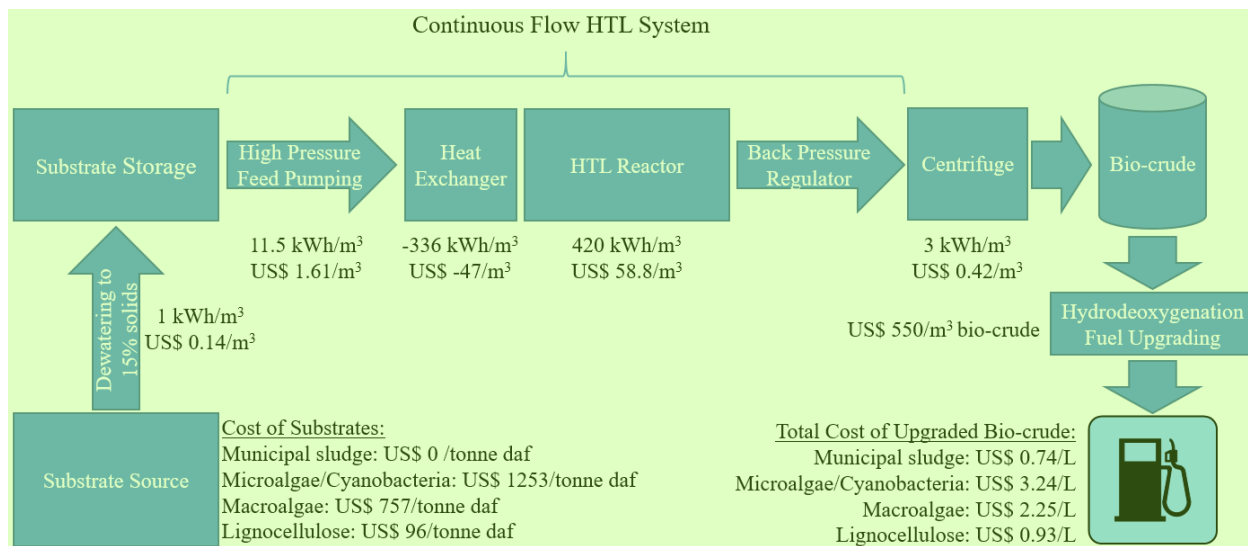 Continuous Flow HTL System
Substrate Storage
High Pressure
Feed Pumping
Heat
Exchanger
HTL Reactor
Back Pressure
Regulator
Centrifuge
Bio-crude
11.5 kWh/m³
US$ 1.61/m³
-336 kWh/m³
US$ -47/m³
420 kWh/m³
US$ 58.8/m³
3 kWh/m³
US$ 0.42/m³
Dewatering to
15% solids
1 kWh/m³
US$ 0.14/m³
US$ 550/m³ bio-crude
Hydrodeoxygenation
Fuel Upgrading
Substrate Source
Cost of Substrates:
Municipal sludge: US$ 0 /tonne daf
Microalgae/Cyanobacteria: US$ 1253/tonne daf
Macroalgae: US$ 757/tonne daf
Lignocellulose: US$ 96/tonne daf
Total Cost of Upgraded Bio-crude:
Municipal sludge: US$ 0.74/L
Microalgae/Cyanobacteria: US$ 3.24/L
Macroalgae: US$ 2.25/L
Lignocellulose: US$ 0.93/L